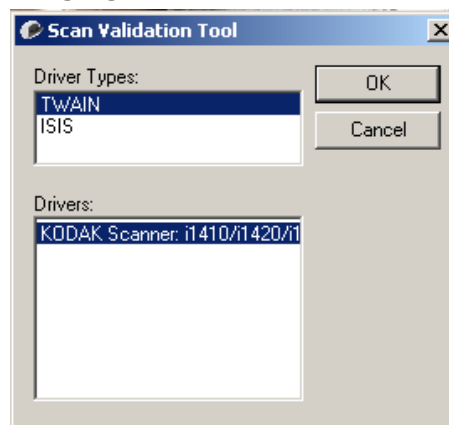 Scan Validation Tool
Driver Types:
OK
TWAIN
ISIS
Cancel
Drivers:
KODAK Scanner: i1410/i1420/i1